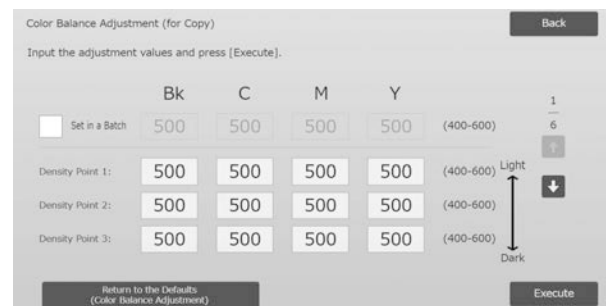 Color Balance Adjustment (for Copy)
Back
Input the adjustment values and press [Execute].
Bk C M Y
1
6
Set in a Batch 500 500 500 500 (400-600)
Density Point 1: 500 500 500 500 (400-600) Light
Density Point 2: 500 500 500 500 (400-600)
Density Point 3: 500 500 500 500 (400-600)
Dark
Return to the Defaults
(Color Balance Adjustment)
Execute